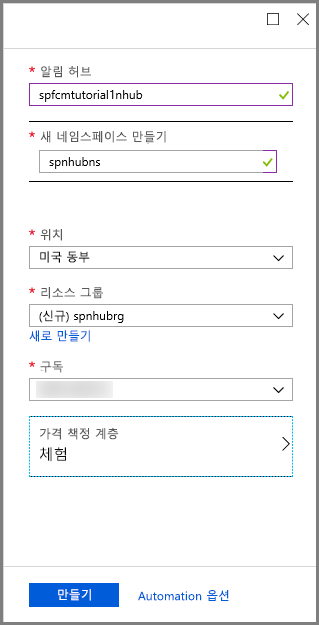 * 알림 허브
spfcmtutorial1nhub
* 새 네임스페이스 만들기
spnhubns
* 위치
미국 동부
* 리소스 그룹
(신규) spnhubrg
새로 만들기
* 구독
가격 책정 계층
체험
만들기
Automation 옵션